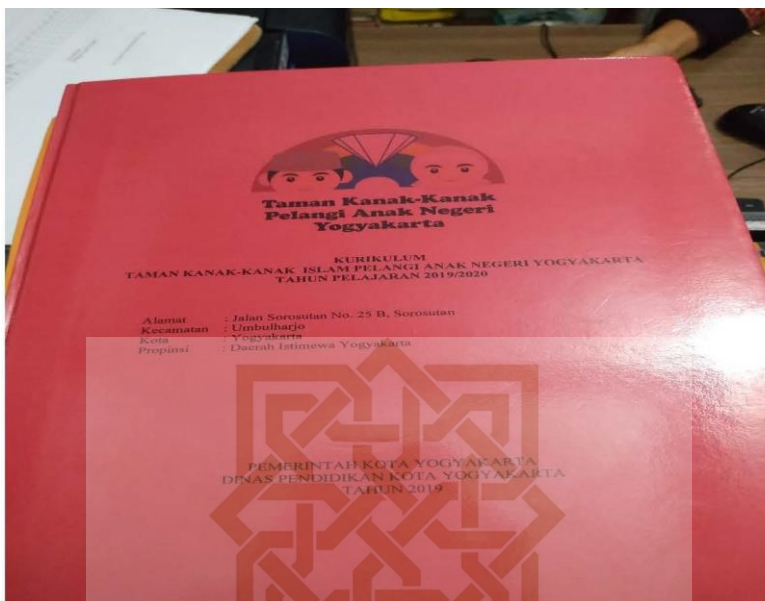 Taman Kanak-Kanak
Pelangi Anak Negeri
Yogyakarta
KURIKULUM
TAMAN KANAK-KANAK ISLAM PELANGI ANAK NEGERI YOGYAKARTA
TAHUN PELAJARAN 2019/2020
Alamat : Jalan Sorosutan No. 25 B, Sorosutan
Kecamatan : Umbulharjo
Kota : Yogyakarta
Propinsi : Daerah Istimewa Yogyakarta
PEMERINTAH KOTA YOGYAKARTA
DINAS PENDIDIKAN KOTA YOGYAKARTA
TAHUN 2019